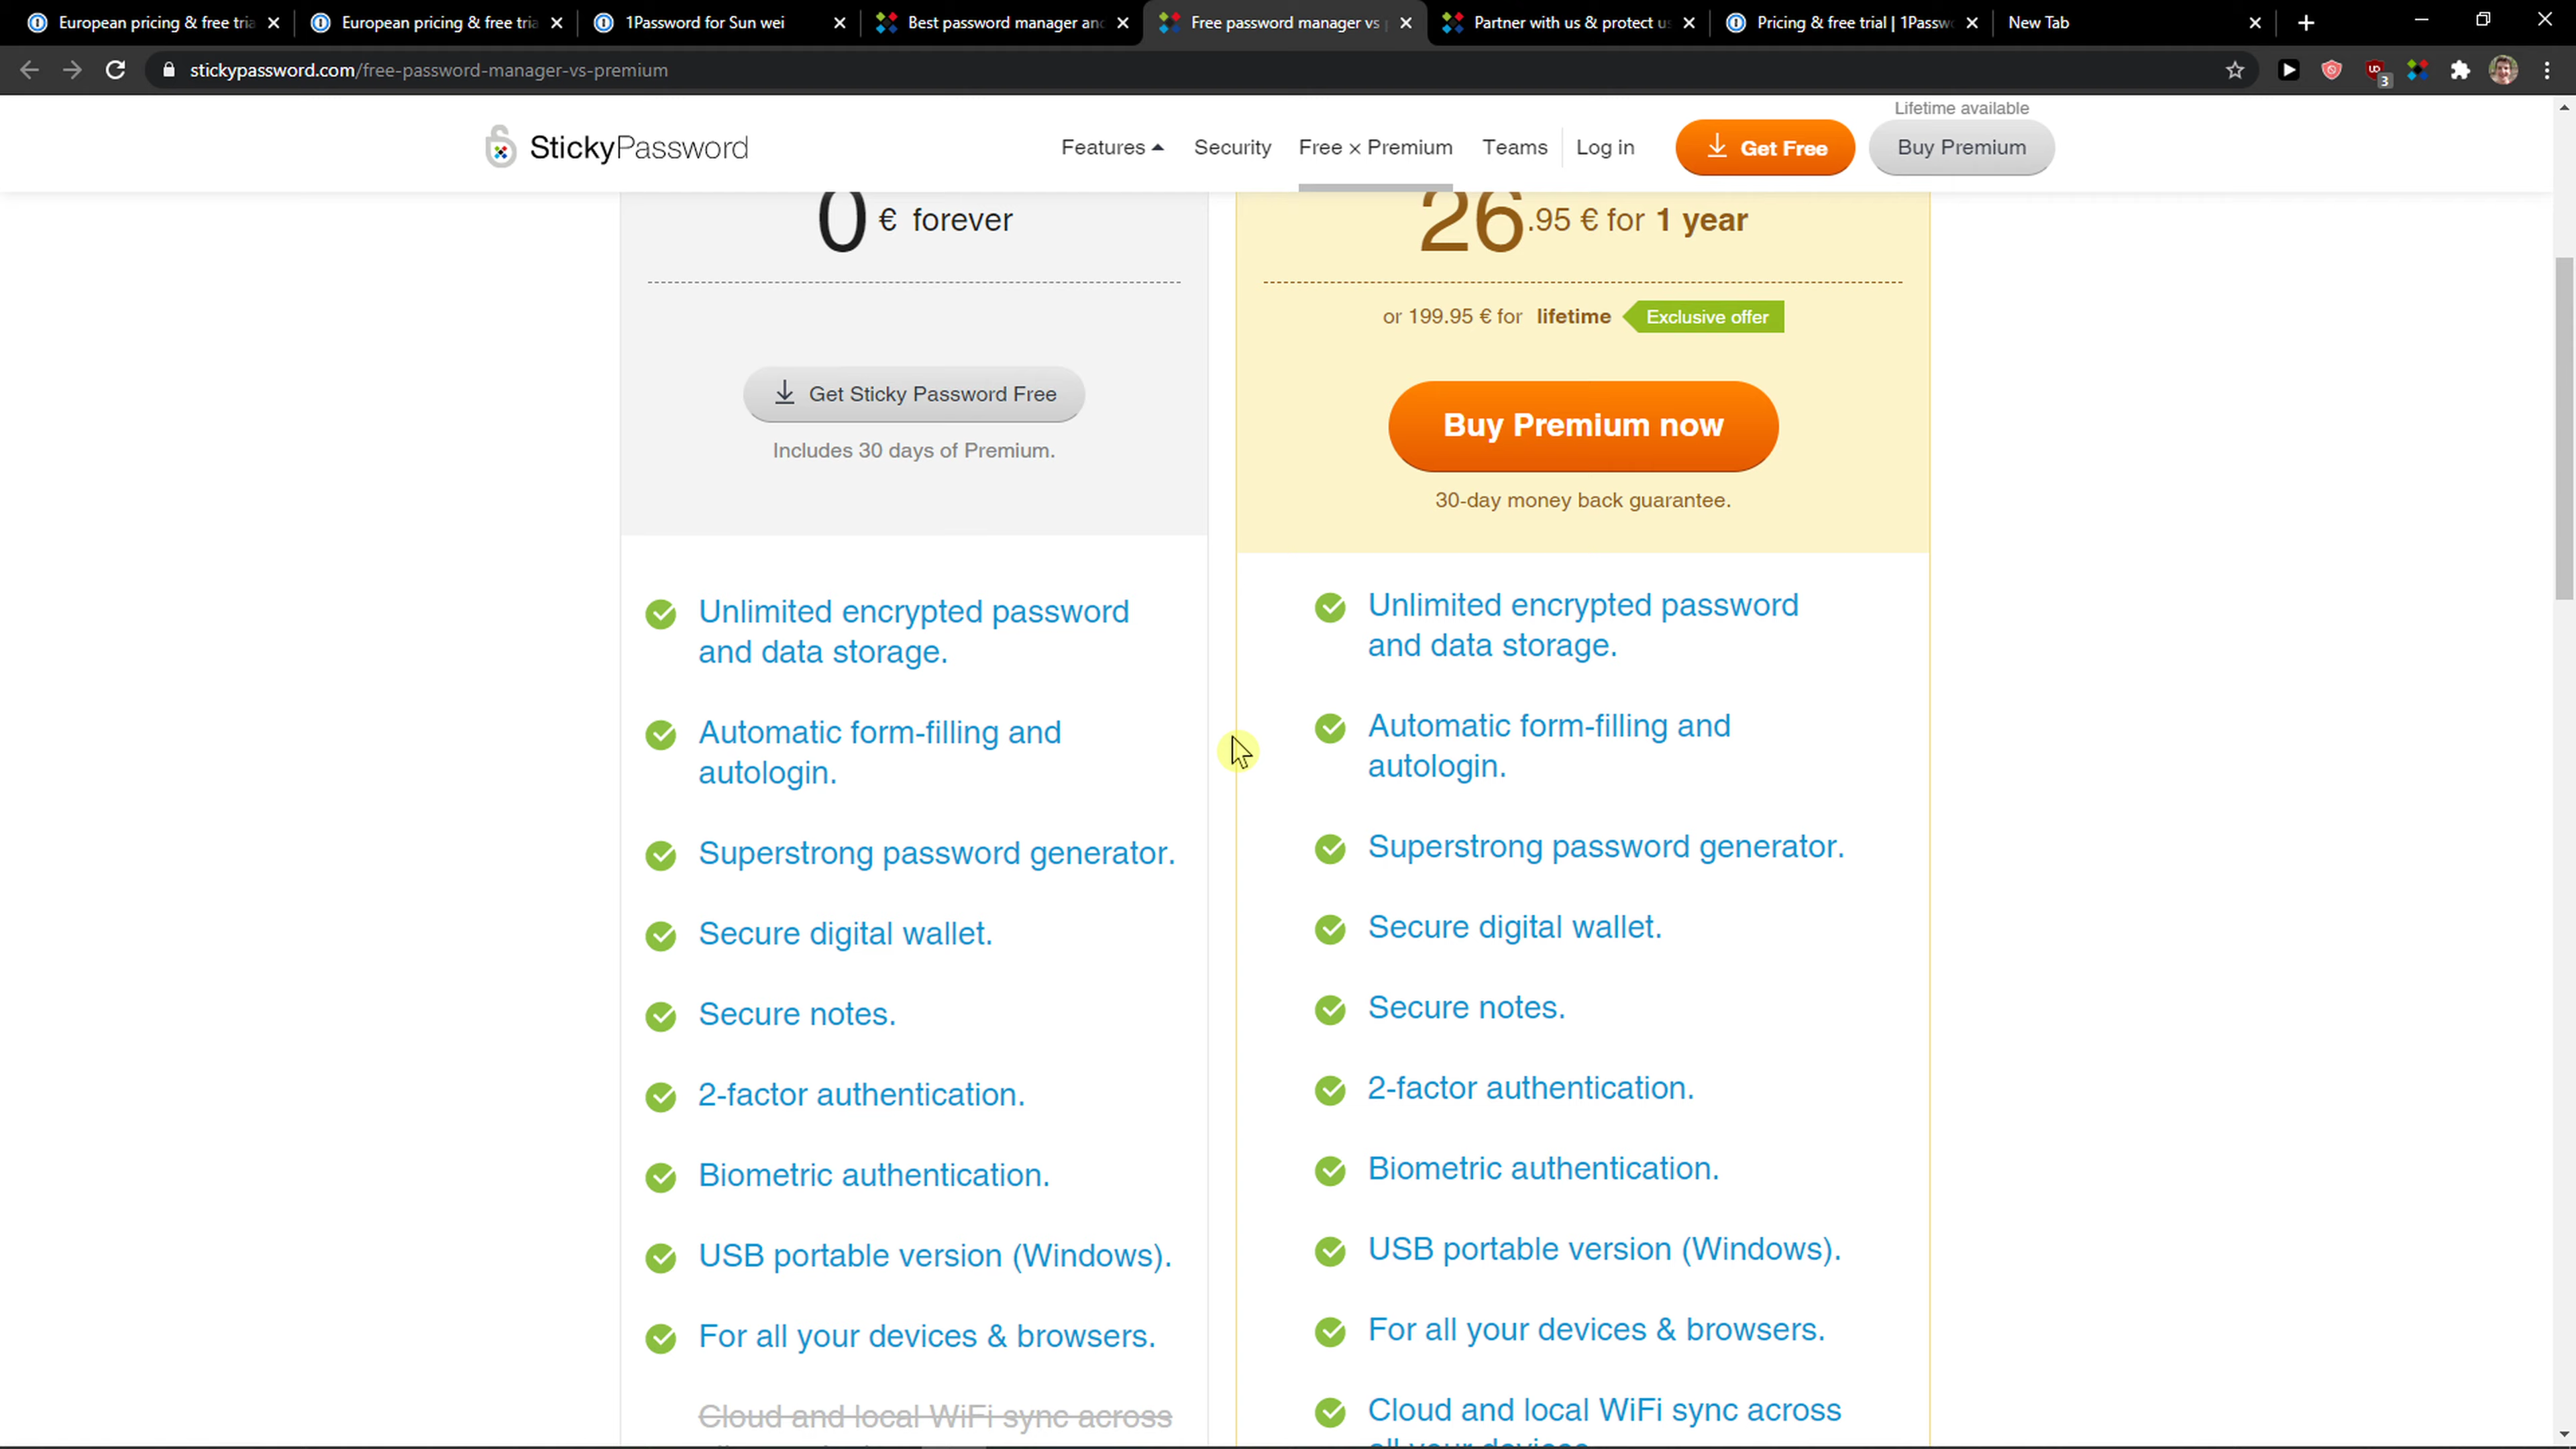 European pricing & free tria
European pricing & free tria
1Password for Sun wei
Best password manager and
Free password manager vs p
Partner with us & protect us
Pricing & free trial | 1Passwo
New Tab
stickypassword.com/free-password-manager-vs-premium
3
StickyPassword
Features
Security
Free × Premium
Teams
Log in
Get Free
Lifetime available
Buy Premium
0 € forever
Get Sticky Password Free
Includes 30 days of Premium.
Unlimited encrypted password
and data storage.
Automatic form-filling and
autologin.
Superstrong password generator.
Secure digital wallet.
Secure notes.
2-factor authentication.
Biometric authentication.
USB portable version (Windows).
For all your devices & browsers.
Cloud and local WiFi sync across
26.95 € for 1 year
or 199.95 € for lifetime
Exclusive offer
Buy Premium now
30-day money back guarantee.
Unlimited encrypted password
and data storage.
Automatic form-filling and
autologin.
Superstrong password generator.
Secure digital wallet.
Secure notes.
2-factor authentication.
Biometric authentication.
USB portable version (Windows).
For all your devices & browsers.
Cloud and local WiFi sync across
all your devices.